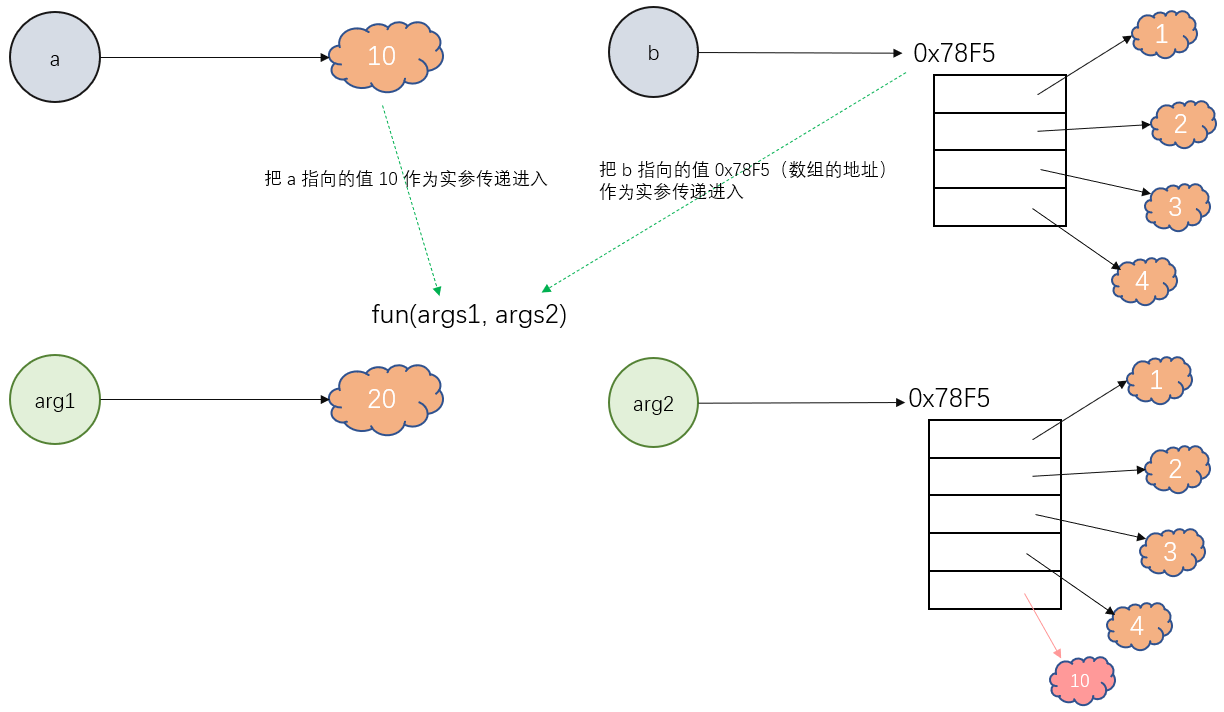 a
10
b
0x78F5
1
2
3
4
把 a 指向的值 10 作为实参传递进入
把 b 指向的值 0x78F5（数组的地址）
作为实参传递进入
fun(args1, args2)
arg1
20
arg2
0x78F5
1
2
3
4
10